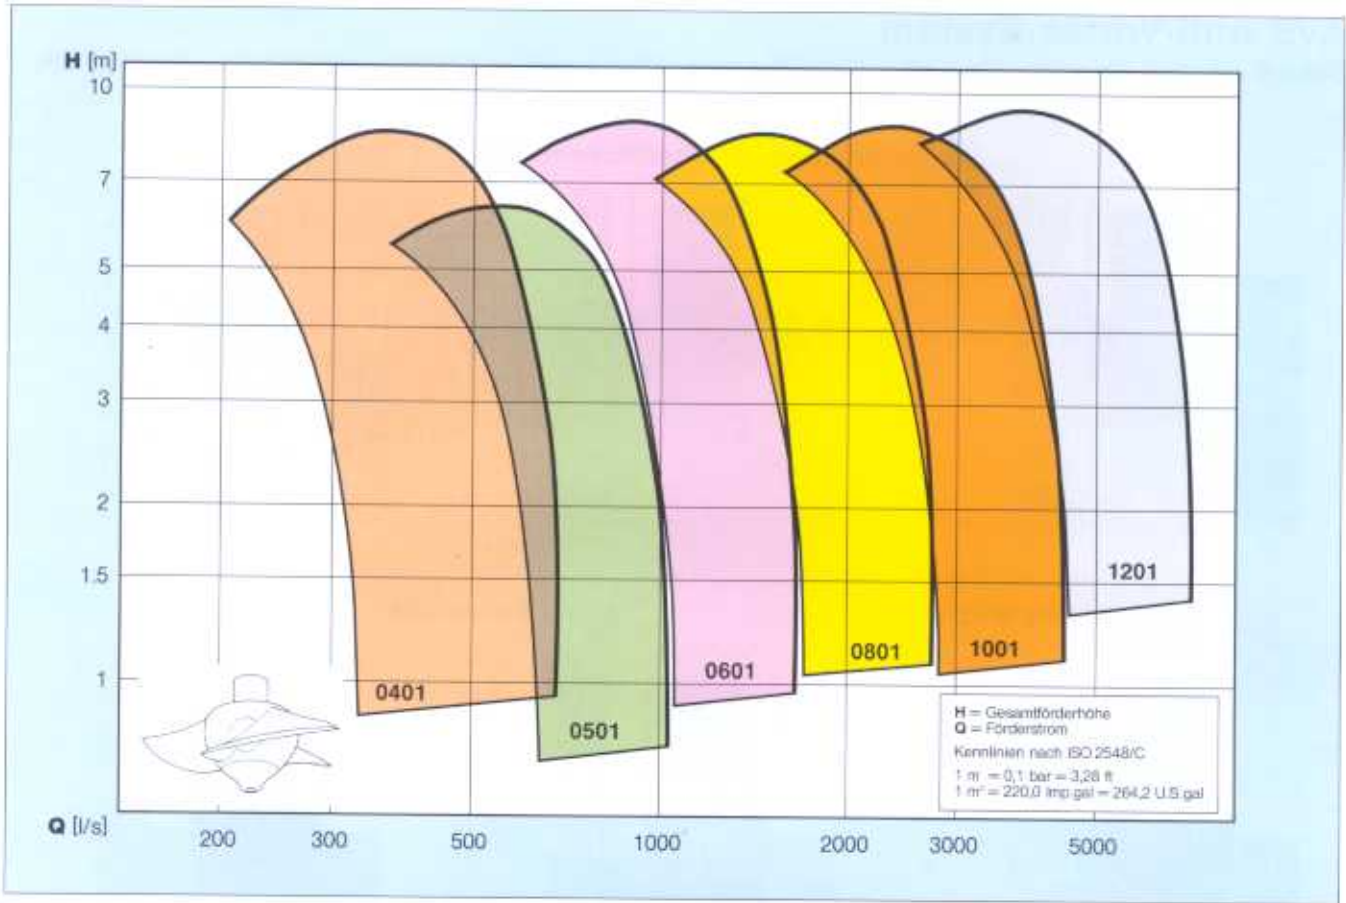 H [m]
10
7
5
4
3
2
1.5
1
0401
0501
0601
0801
1001
1201
H = Gesamtförderhöhe
Q = Förderstrom
Kennlinien nach ISO 2548/C
1 m = 0,1 bar = 3,28 ft
1 m³ = 220,0 Imp.gal = 264,2 U.S.gal
Q [l/s]
200 300 500 1000 2000 3000 5000